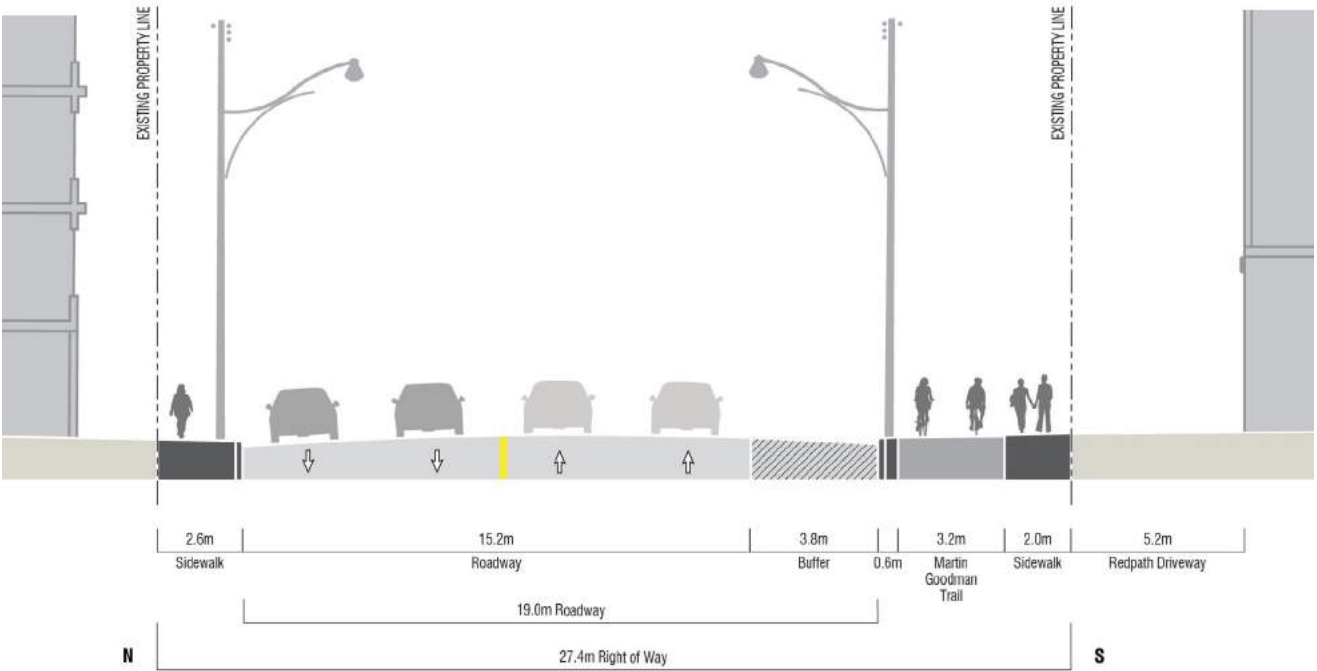 EXISTING PROPERTY LINE
EXISTING PROPERTY LINE
2.6m
15.2m
3.8m
0.6m
3.2m
2.0m
5.2m
Sidewalk
Roadway
Buffer
Martin
Goodman
Trail
Sidewalk
Redpath Driveway
19.0m Roadway
N
27.4m Right of Way
S